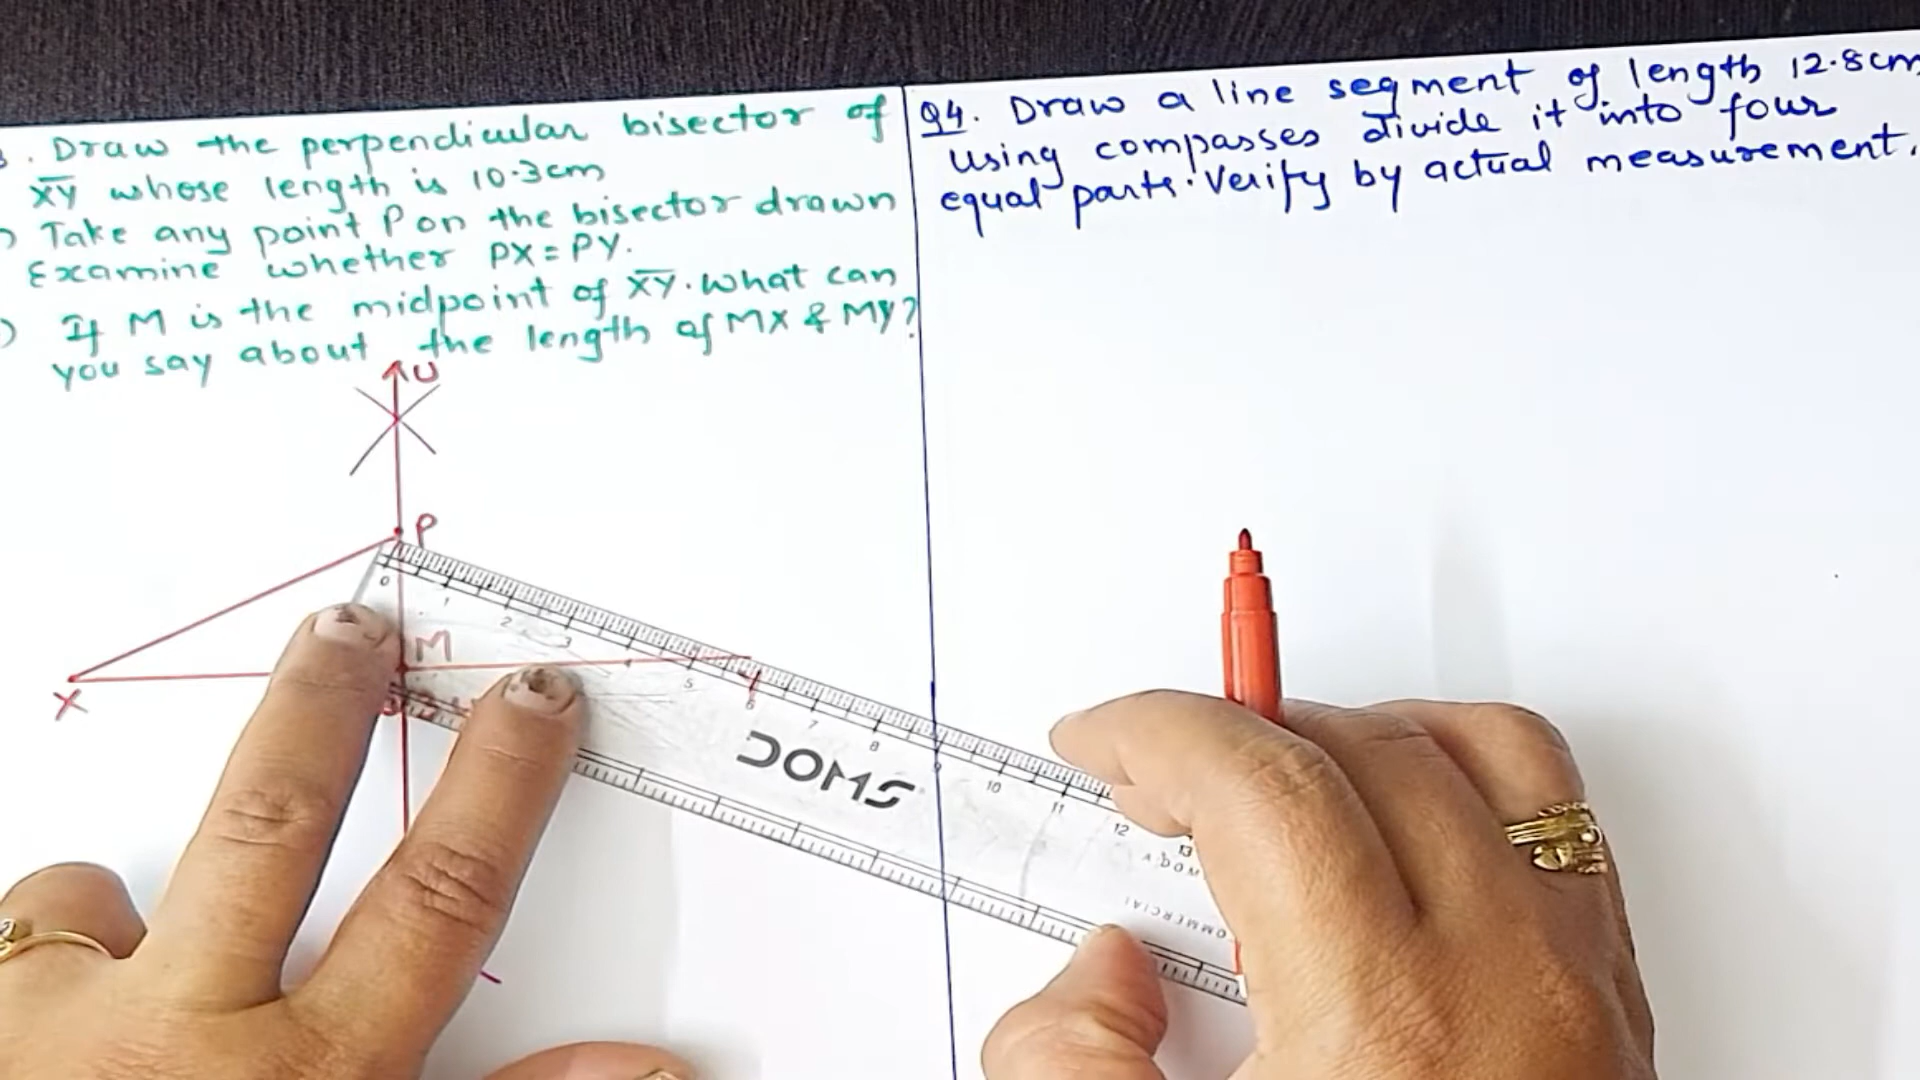 . Draw the perpendicular bisector of
XY whose length is 10.3cm
) Take any point P on the bisector drawn
Examine whether PX = PY.
) If M is the midpoint of XY. What can
you say about the length of MX & MY?
Q4. Draw a line segment of length 12.8cm
Using compasses divide it into four
equal parts. Verify by actual measurement.
U
P
M
X
0 1 2 3 4 5 6 7 8 9 10 11 12 13
DOMS